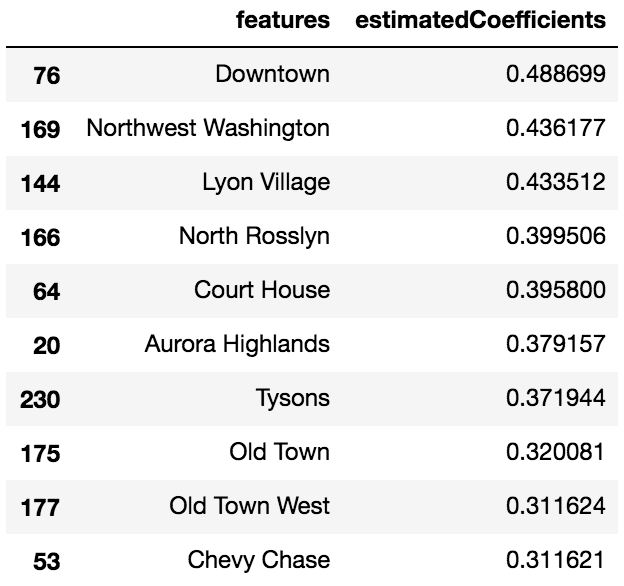 features estimatedCoefficients
76 Downtown 0.488699
169 Northwest Washington 0.436177
144 Lyon Village 0.433512
166 North Rosslyn 0.399506
64 Court House 0.395800
20 Aurora Highlands 0.379157
230 Tysons 0.371944
175 Old Town 0.320081
177 Old Town West 0.311624
53 Chevy Chase 0.311621